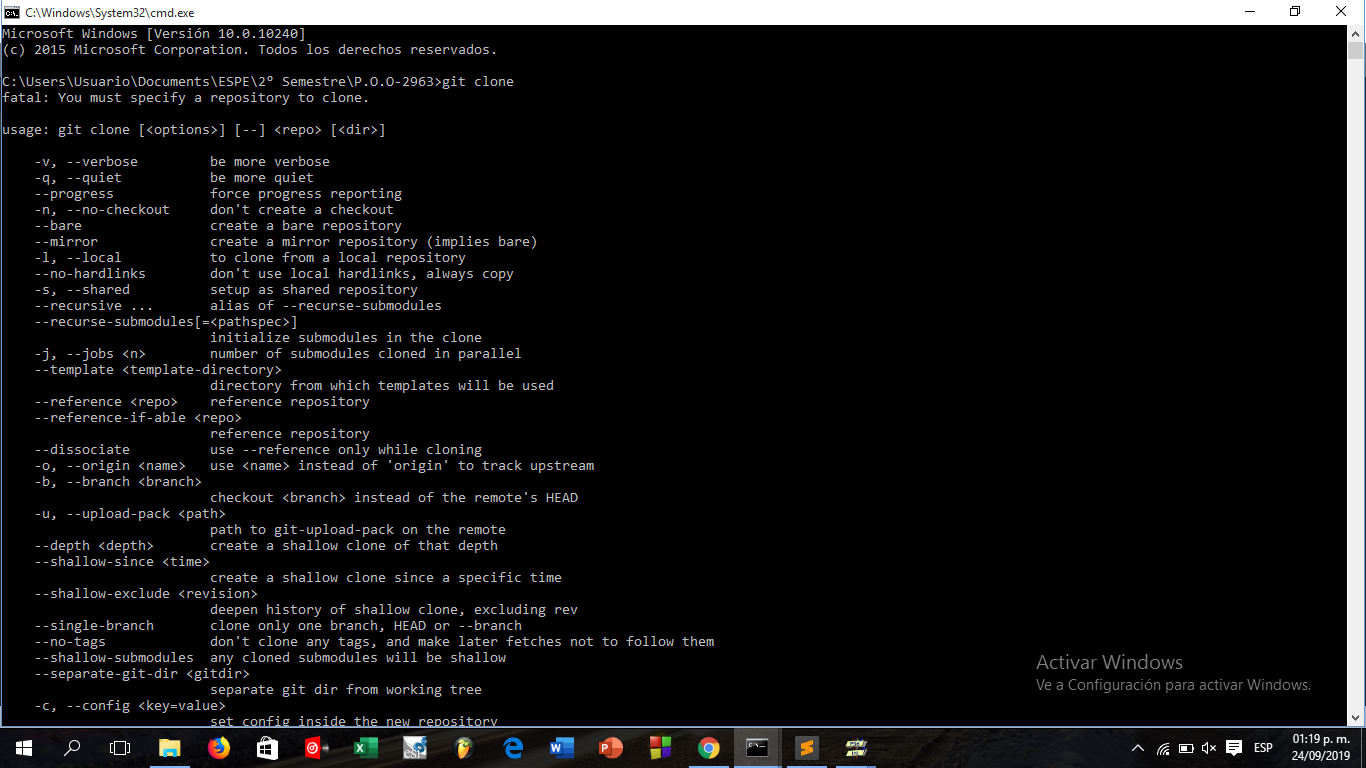 C:\Windows\System32\cmd.exe
Microsoft Windows [Versión 10.0.10240]
(c) 2015 Microsoft Corporation. Todos los derechos reservados.
C:\Users\Usuario\Documents\ESPE\2º Semestre\P.O.O-2963>git clone
fatal: You must specify a repository to clone.
usage: git clone [<options>] [--] <repo> [<dir>]
-v, --verbose be more verbose
-q, --quiet be more quiet
--progress force progress reporting
-n, --no-checkout don't create a checkout
--bare create a bare repository
--mirror create a mirror repository (implies bare)
-l, --local to clone from a local repository
--no-hardlinks don't use local hardlinks, always copy
-s, --shared setup as shared repository
--recursive ... alias of --recurse-submodules
--recurse-submodules[=<pathspec>]
initialize submodules in the clone
-j, --jobs <n> number of submodules cloned in parallel
--template <template-directory>
directory from which templates will be used
--reference <repo> reference repository
--reference-if-able <repo>
reference repository
--dissociate use --reference only while cloning
-o, --origin <name> use <name> instead of 'origin' to track upstream
-b, --branch <branch>
checkout <branch> instead of the remote's HEAD
-u, --upload-pack <path>
path to git-upload-pack on the remote
--depth <depth> create a shallow clone of that depth
--shallow-since <time>
create a shallow clone since a specific time
--shallow-exclude <revision>
deepen history of shallow clone, excluding rev
--single-branch clone only one branch, HEAD or --branch
--no-tags don't clone any tags, and make later fetches not to follow them
--shallow-submodules any cloned submodules will be shallow
--separate-git-dir <gitdir>
separate git dir from working tree
-c, --config <key=value>
set config inside the new repository
Activar Windows
Ve a Configuración para activar Windows.
ESP
01:19 p. m.
24/09/2019